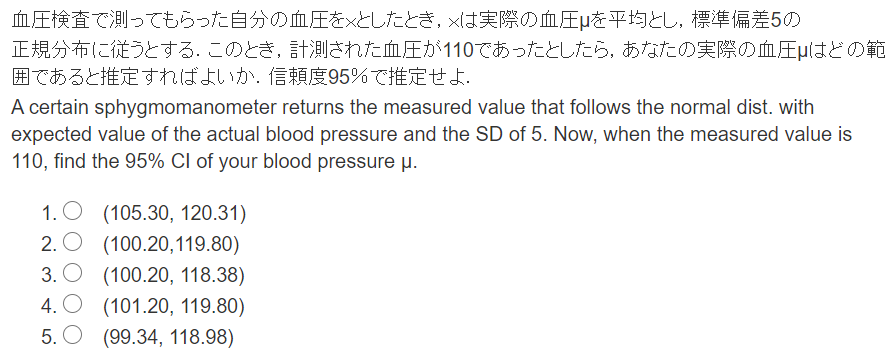 血圧検査で測ってもらった自分の血圧をxとしたとき，xは実際の血圧μを平均とし，標準偏差5の
正規分布に従うとする．このとき，計測された血圧が110であったとしたら，あなたの実際の血圧μはどの範
囲であると推定すればよいか．信頼度95%で推定せよ.
A certain sphygmomanometer returns the measured value that follows the normal dist. with
expected value of the actual blood pressure and the SD of 5. Now, when the measured value is
110, find the 95% CI of your blood pressure μ.
1. (105.30, 120.31)
2. (100.20,119.80)
3. (100.20, 118.38)
4. (101.20, 119.80)
5. (99.34, 118.98)